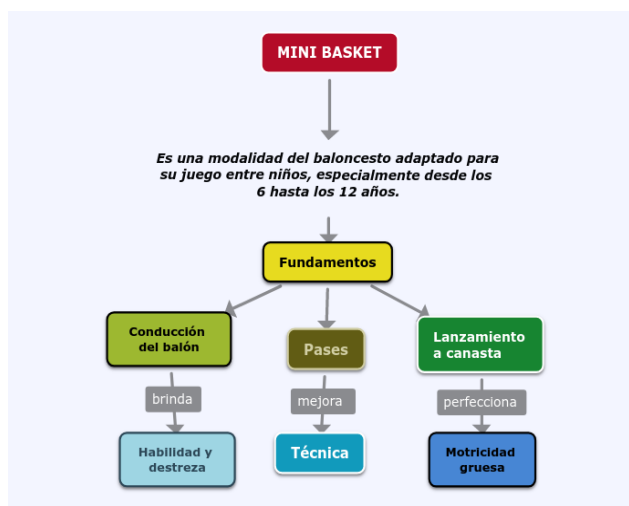 MINI BASKET
Es una modalidad del baloncesto adaptado para
su juego entre niños, especialmente desde los
6 hasta los 12 años.
Fundamentos
Conducción
del balón
Pases
Lanzamiento
a canasta
brinda
mejora
perfecciona
Habilidad y
destreza
Técnica
Motricidad
gruesa